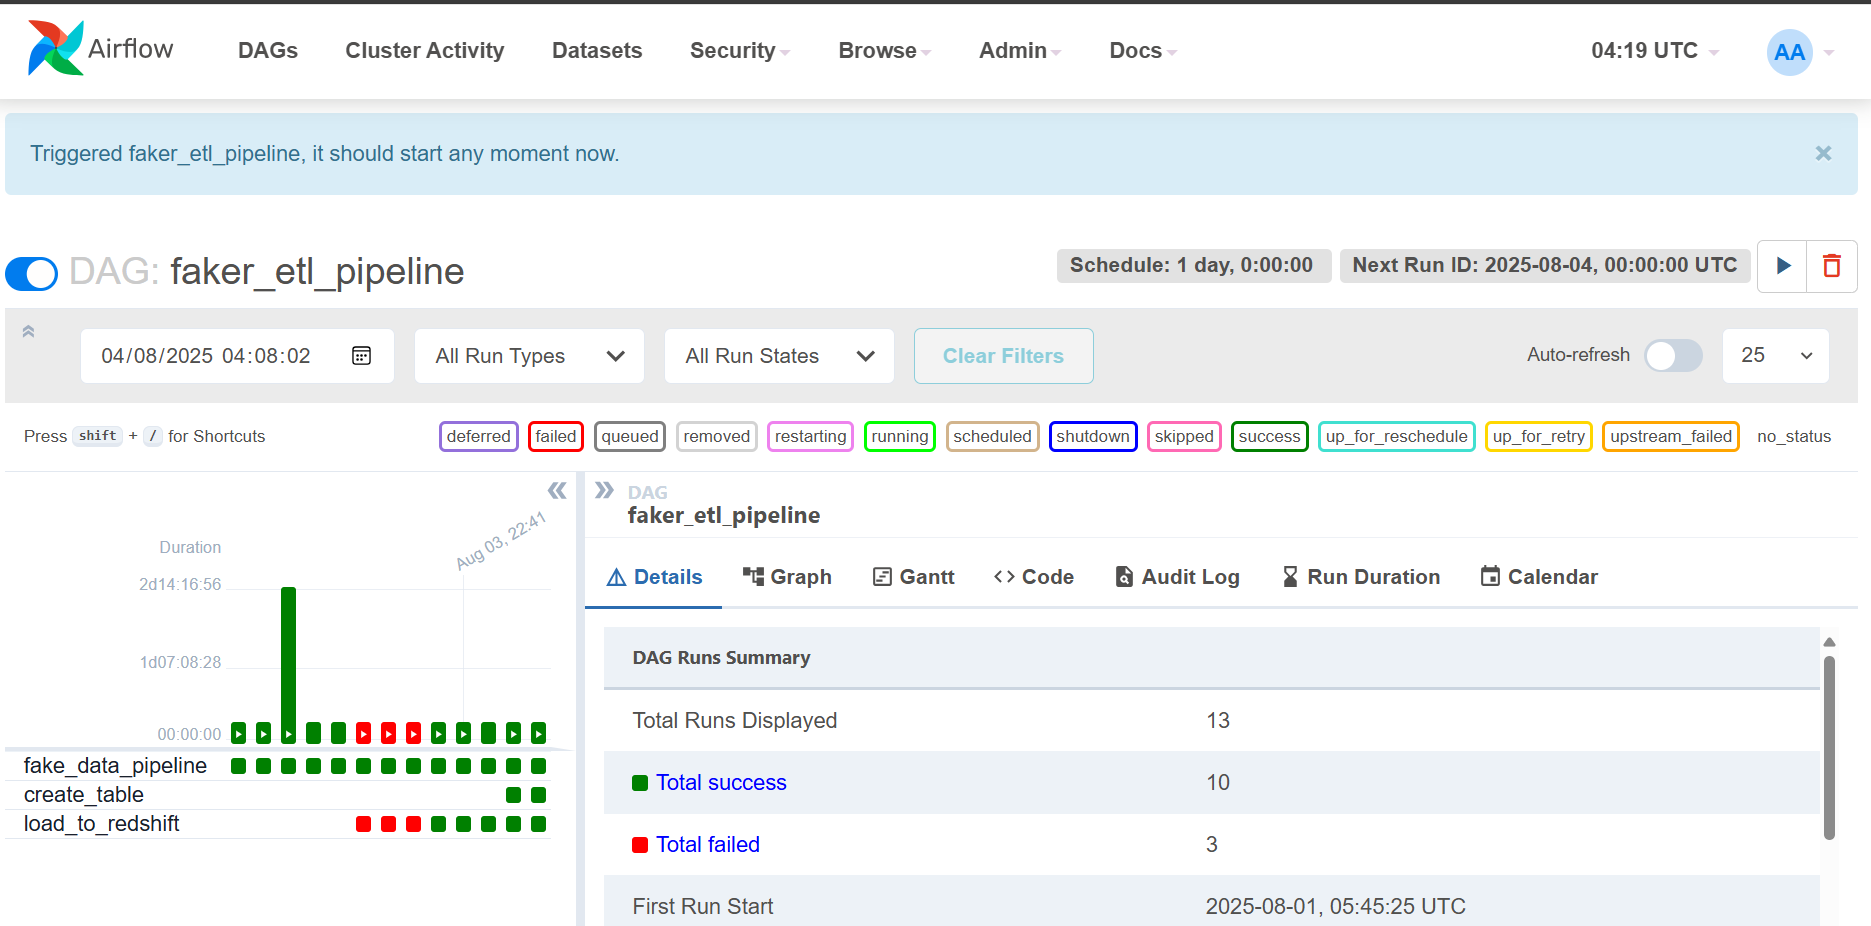 Airflow DAGs Cluster Activity Datasets Security Browse Admin Docs 04:19 UTC AA
Triggered faker_etl_pipeline, it should start any moment now.
DAG: faker_etl_pipeline Schedule: 1 day, 0:00:00 Next Run ID: 2025-08-04, 00:00:00 UTC
04/08/2025 04:08:02 All Run Types All Run States Clear Filters Auto-refresh 25
Press shift + / for Shortcuts deferred failed queued removed restarting running scheduled shutdown skipped success up_for_reschedule up_for_retry upstream_failed no_status
Aug 03, 22:41
Duration
2d14:16:56
1d07:08:28
00:00:00
fake_data_pipeline
create_table
load_to_redshift
DAG
faker_etl_pipeline
Details Graph Gantt Code Audit Log Run Duration Calendar
DAG Runs Summary
Total Runs Displayed 13
Total success 10
Total failed 3
First Run Start 2025-08-01, 05:45:25 UTC